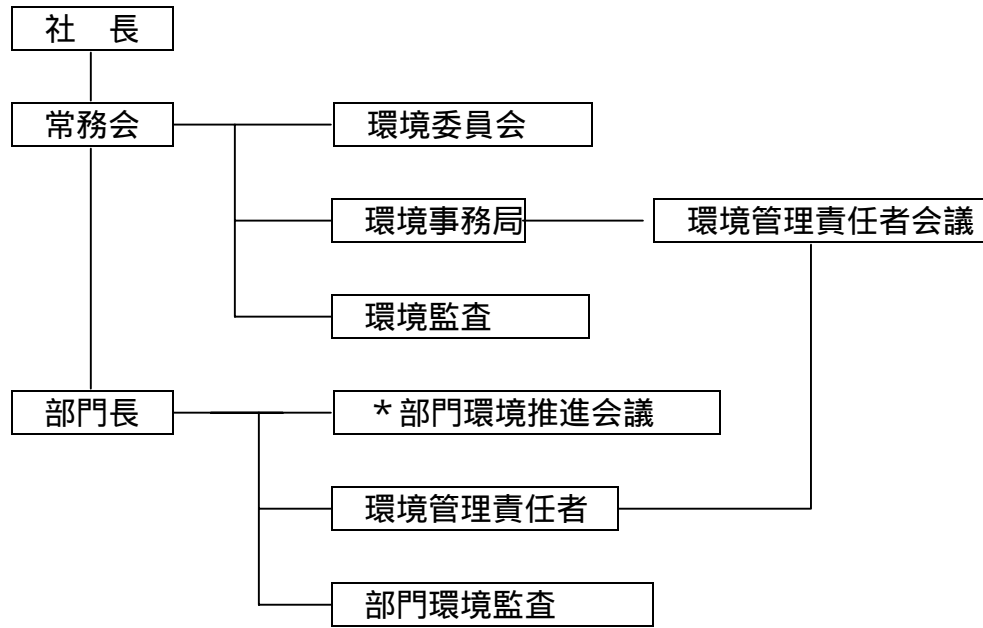 社　長
常務会
環境委員会
環境事務局
環境管理責任者会議
環境監査
部門長
＊部門環境推進会議
環境管理責任者
部門環境監査